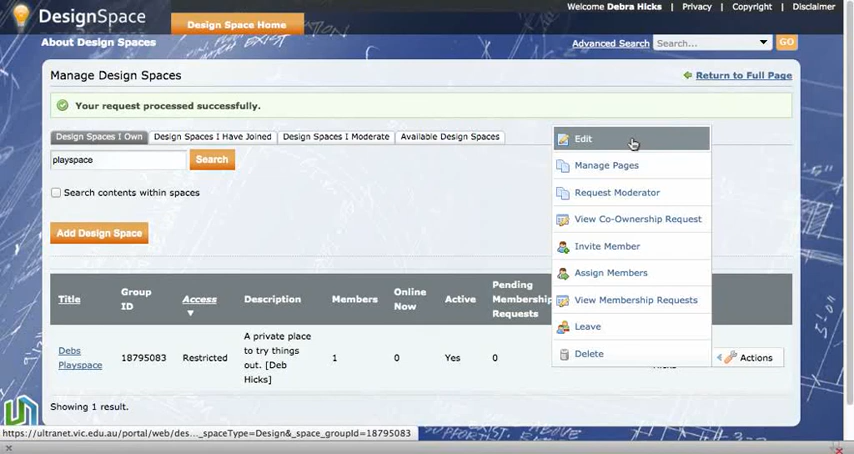 DesignSpace
Design Space Home
Welcome Debra Hicks | Privacy | Copyright | Disclaimer
About Design Spaces
Advanced Search
Search...
GO
Manage Design Spaces
Return to Full Page
Your request processed successfully.
Design Spaces I Own
Design Spaces I Have Joined
Design Spaces I Moderate
Available Design Spaces
playspace
Search
Search contents within spaces
Add Design Space
Edit
Manage Pages
Request Moderator
View Co-Ownership Request
Invite Member
Assign Members
View Membership Requests
Leave
Delete
Title
Group
ID
Access
Description
Members
Online
Now
Active
Pending
Membership
Requests
Debs
Playspace
18795083
Restricted
A private place
to try things
out. [Deb
Hicks]
1
0
Yes
0
Hicks
Actions
Showing 1 result.
https://ultranet.vic.edu.au/portal/web/des..._spaceType=Design&_space_groupId=18795083